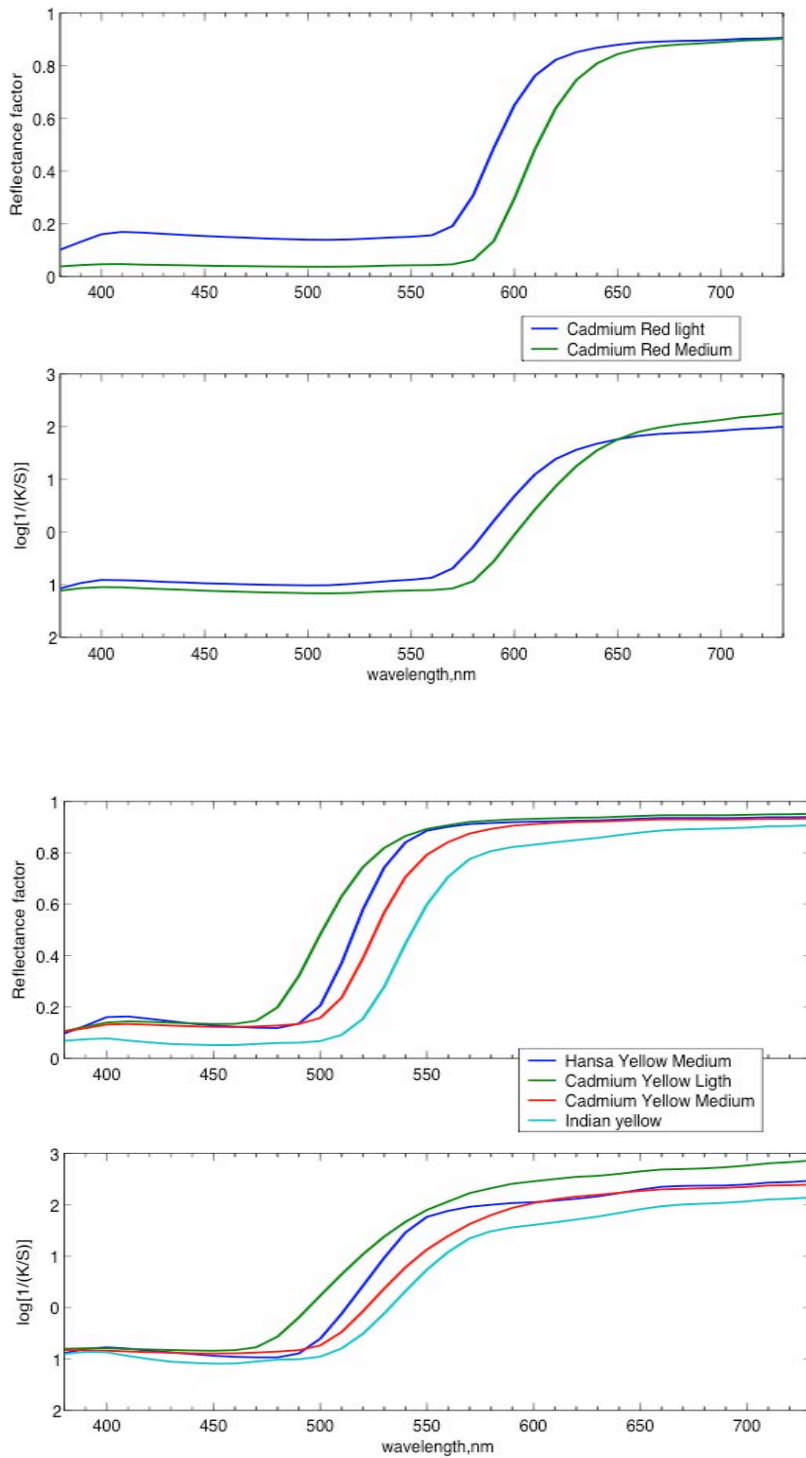 1
0.8
0.6
0.4
0.2
0
Reflectance factor
400 450 500 550 600 650 700
Cadmium Red light
Cadmium Red Medium
3
2
1
0
1
2
log[1/(K/S)]
400 450 500 550 600 650 700
wavelength,nm
1
0.8
0.6
0.4
0.2
0
Reflectance factor
400 450 500 550
Hansa Yellow Medium
Cadmium Yellow Ligth
Cadmium Yellow Medium
Indian yellow
3
2
1
0
1
2
log[1/(K/S)]
400 450 500 550 600 650 700
wavelength,nm